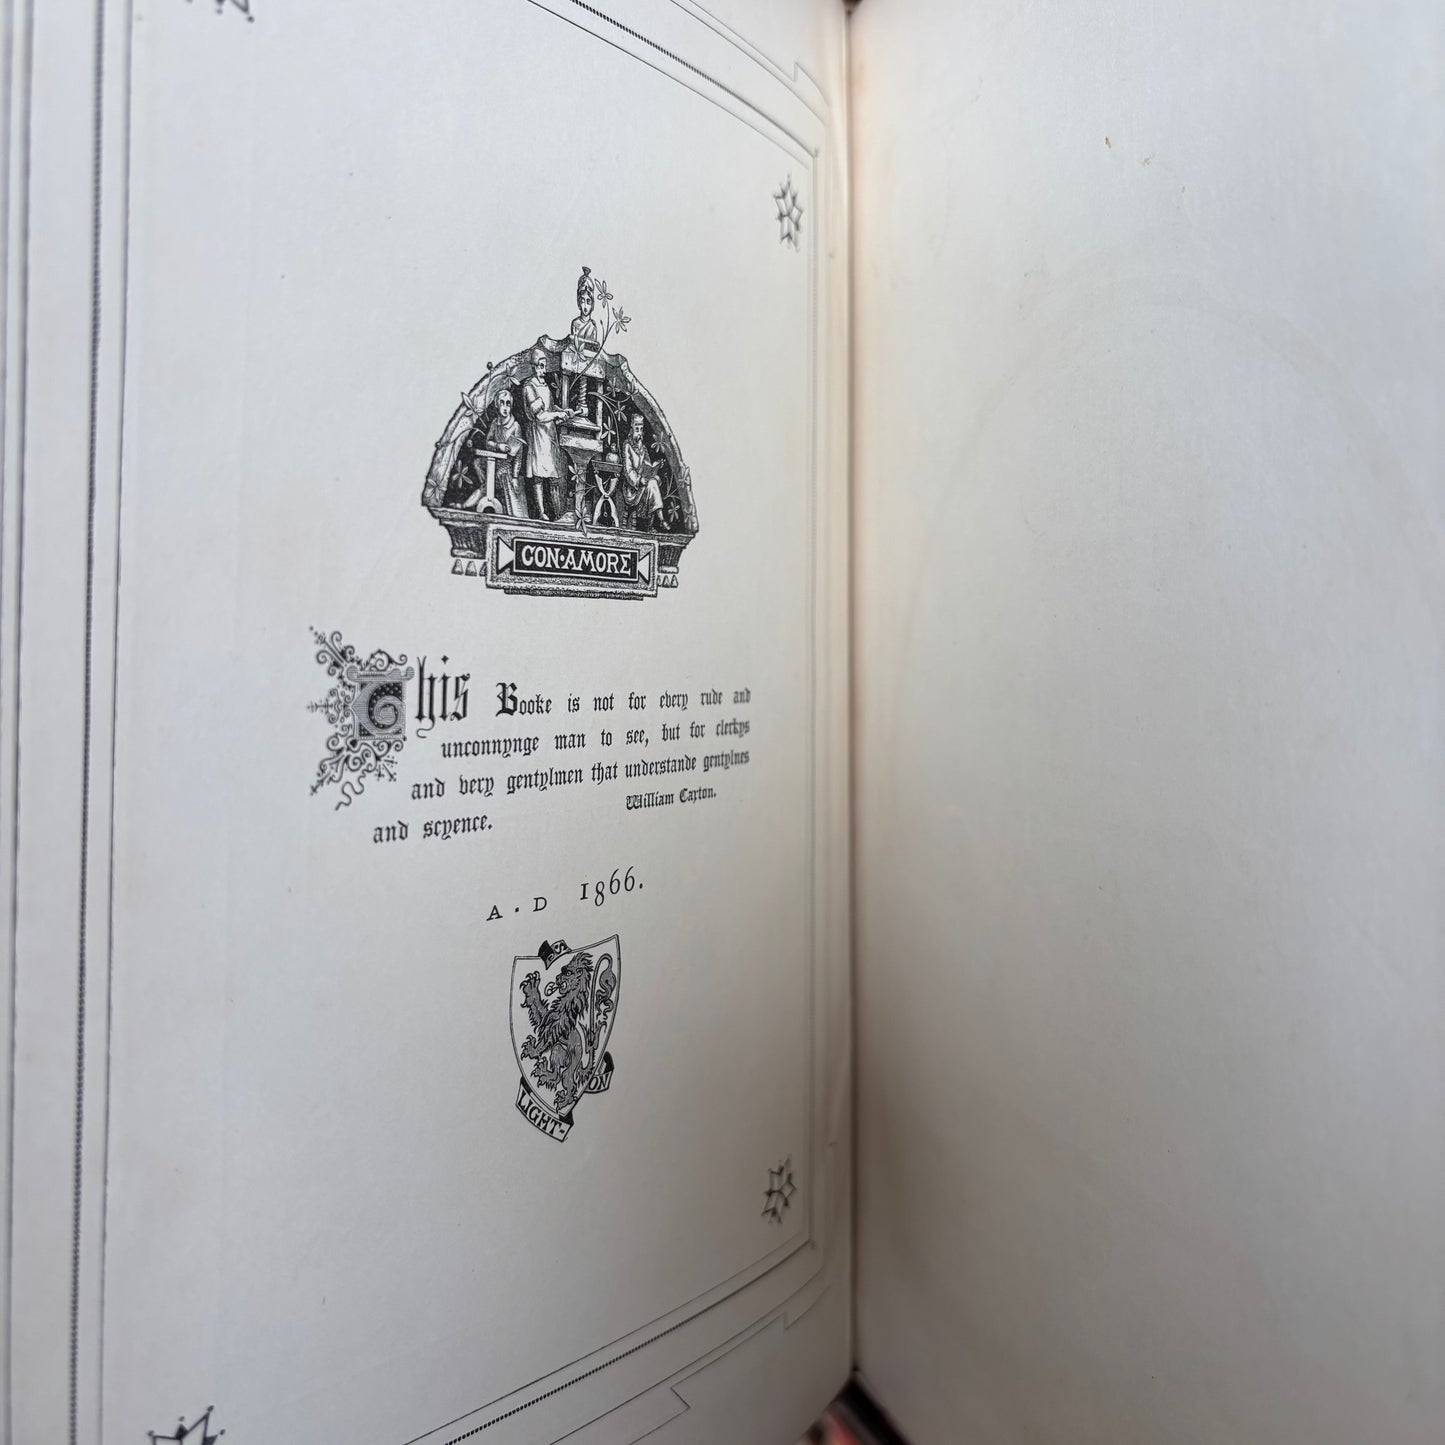 CON·AMORE
This Booke is not for every rude and
unconnynge man to see, but for clerkys
and very gentylmen that understande gentylnes
and scyence.
William Caxton.
A . D 1866.
LIGHT-
ON